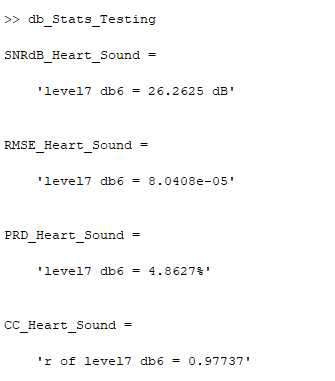 >> db_Stats_Testing
SNRdB_Heart_Sound =
'level7 db6 = 26.2625 dB'
RMSE_Heart_Sound =
'level7 db6 = 8.0408e-05'
PRD_Heart_Sound =
'level7 db6 = 4.8627%'
CC_Heart_Sound =
'r of level7 db6 = 0.97737'